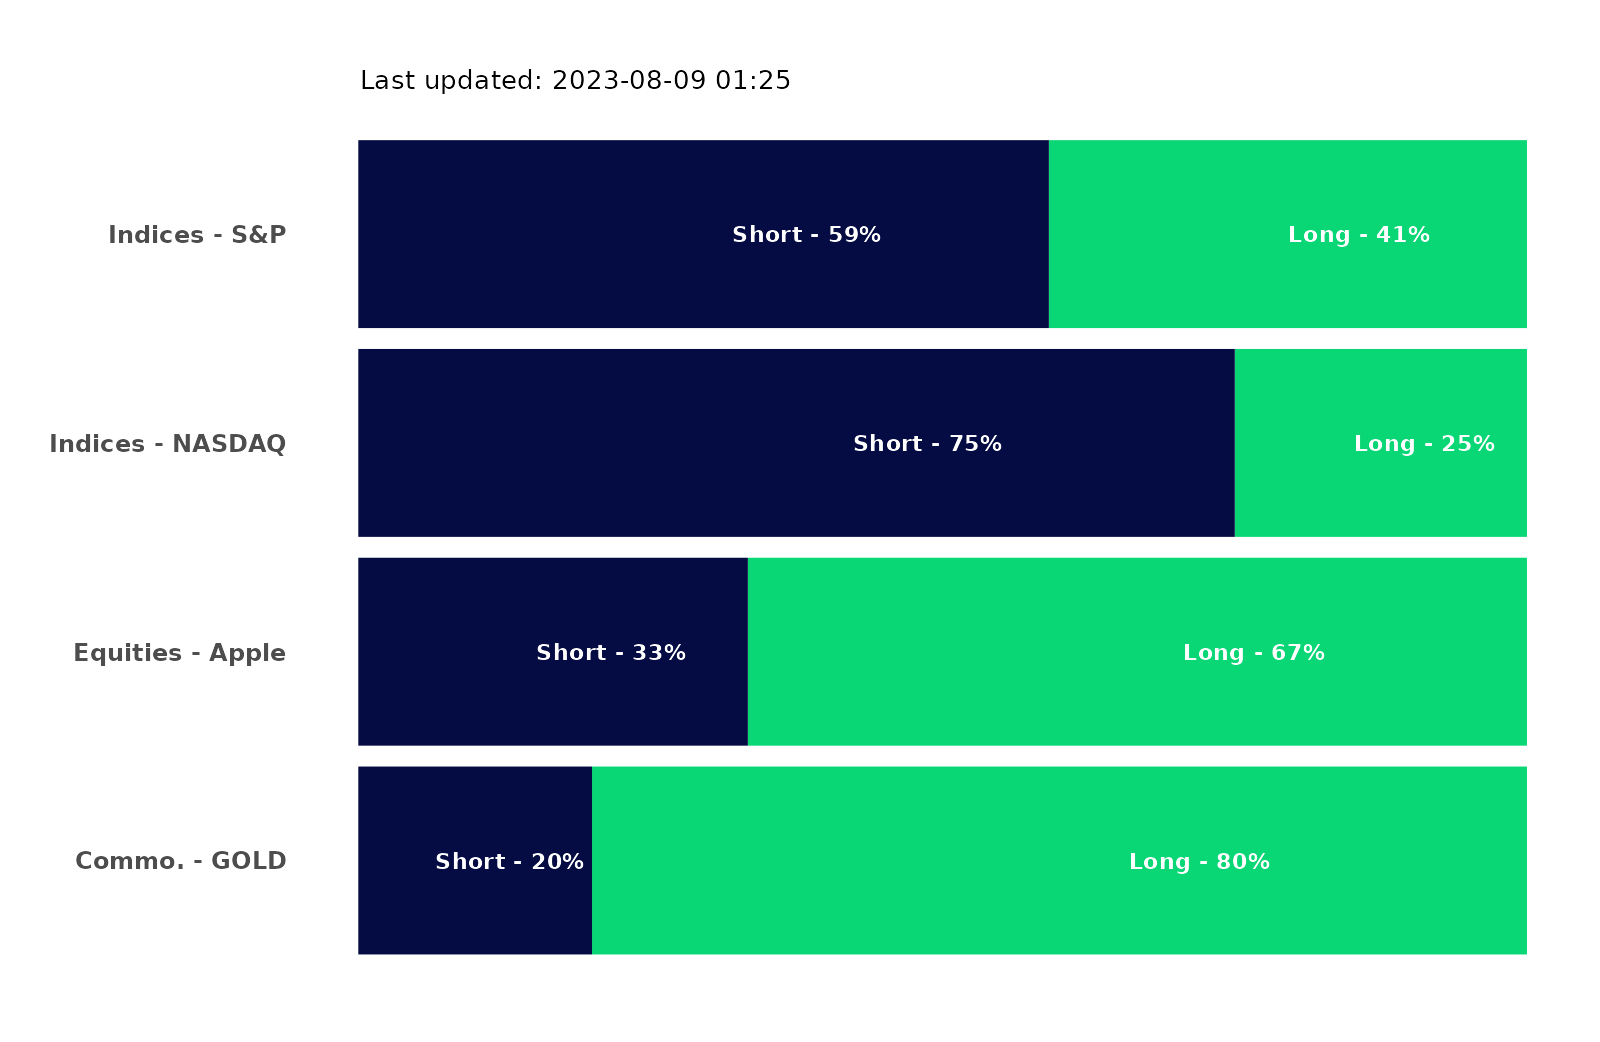 Last updated: 2023-08-09 01:25
Indices - S&P Short - 59% Long - 41%
Indices - NASDAQ Short - 75% Long - 25%
Equities - Apple Short - 33% Long - 67%
Commo. - GOLD Short - 20% Long - 80%